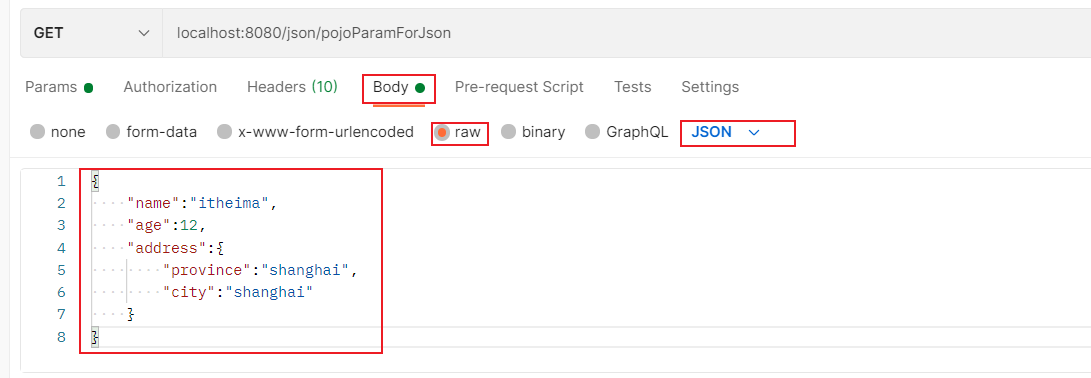 GET localhost:8080/json/pojoParamForJson
Params Authorization Headers (10) Body Pre-request Script Tests Settings
none form-data x-www-form-urlencoded raw binary GraphQL JSON
1 {
2 "name":"itheima",
3 "age":12,
4 "address":{
5 "province":"shanghai",
6 "city":"shanghai"
7 }
8 }